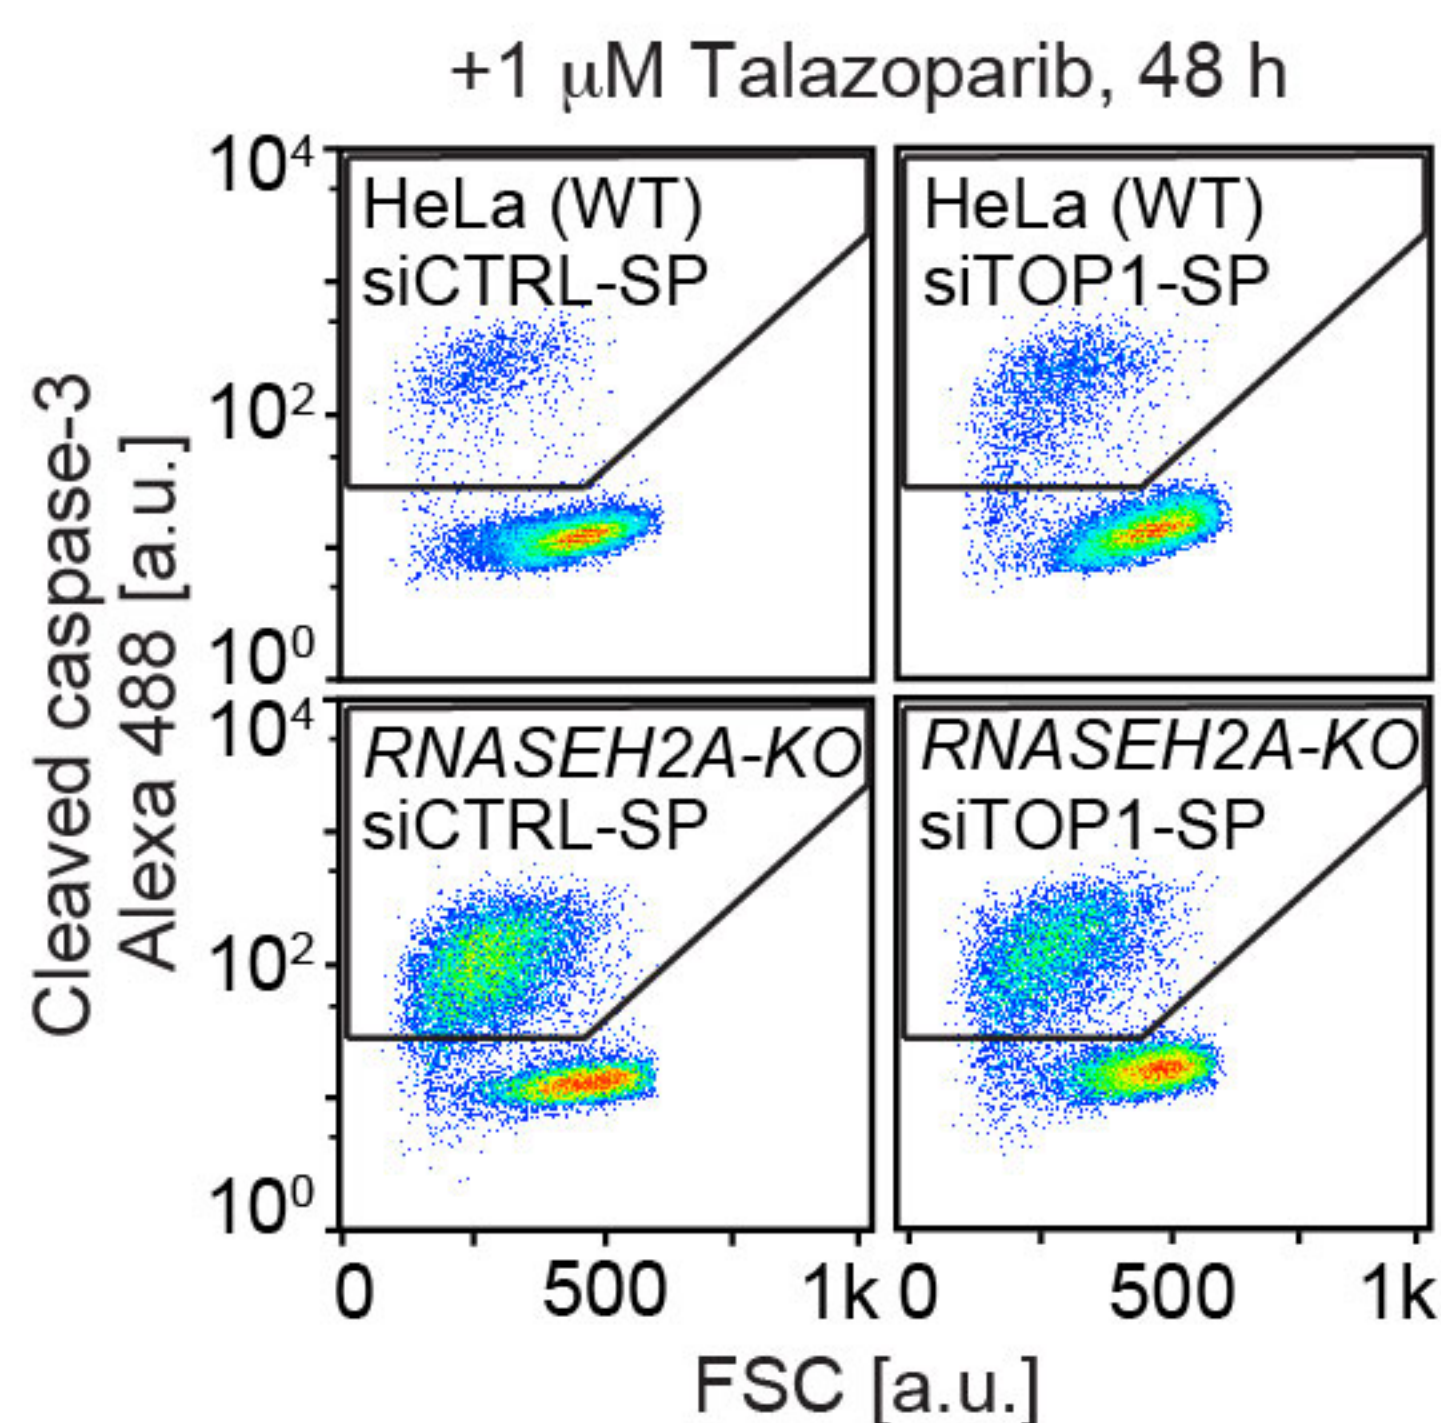 +1 μM Talazoparib, 48 h
Cleaved caspase-3
Alexa 488 [a.u.]
10⁴
10²
10⁰
HeLa (WT)
siCTRL-SP
HeLa (WT)
siTOP1-SP
10⁴
10²
10⁰
RNASEH2A-KO
siCTRL-SP
RNASEH2A-KO
siTOP1-SP
0 500 1k 0 500 1k
FSC [a.u.]